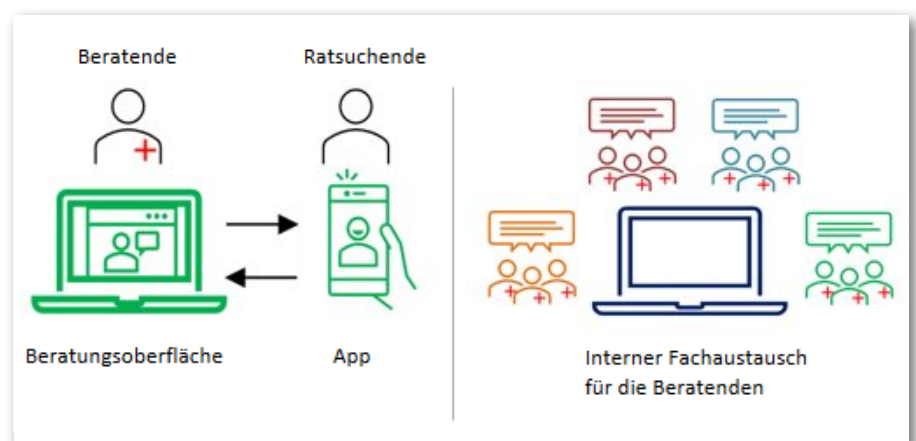 Beratende
Ratsuchende
Beratungsoberfläche
App
Interner Fachaustausch
für die Beratenden